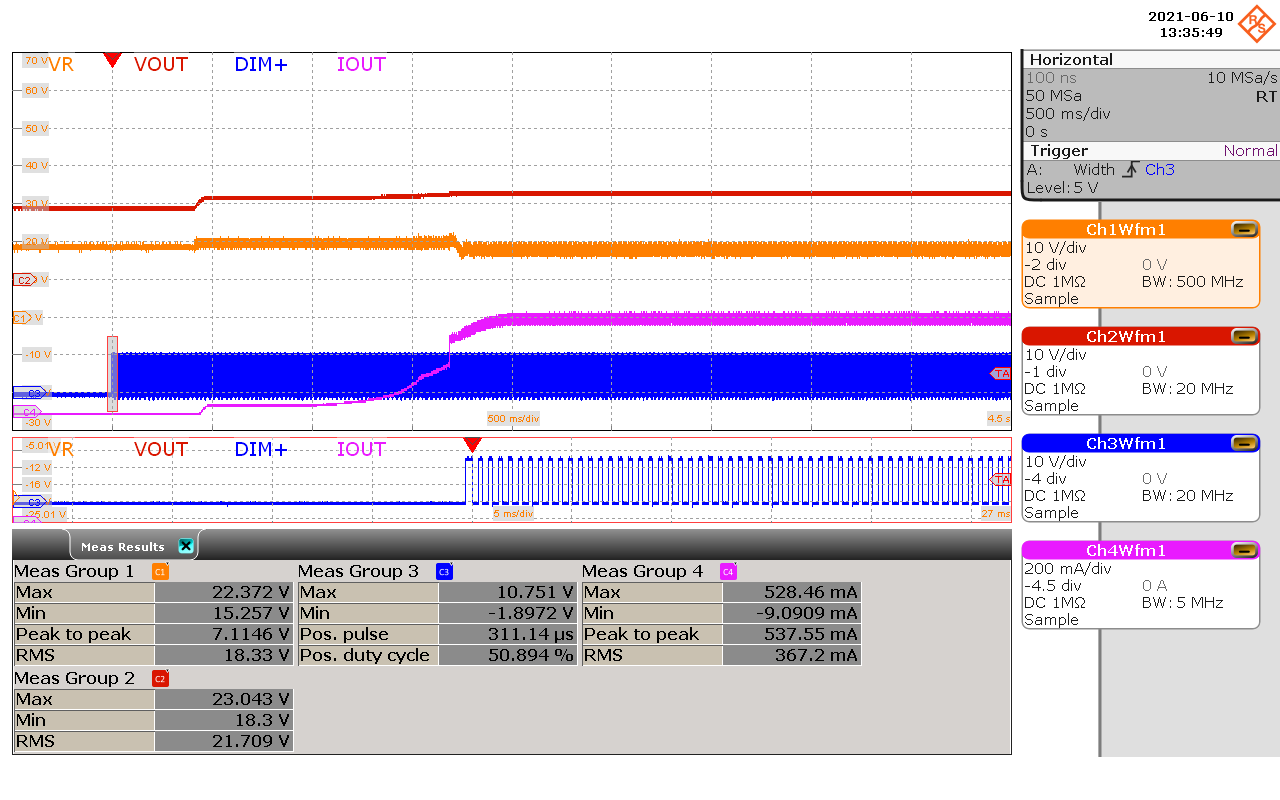 2021-06-10
13:35:49
R S
70 V VR VOUT DIM+ IOUT
60 V
50 V
40 V
30 V
20 V
C2 V
C1 V
-10 V
C3
TA
C4
-30 V
500 ms/div
4.5 s
-5.01 VR VOUT DIM+ IOUT
-12 V
-16 V
TA
C3
-25.01 V
5 ms/div
27 ms
C4
Horizontal
100 ns 10 MSa/s
50 MSa RT
500 ms/div
0 s
Trigger Normal
A: Width Ch3
Level: 5 V
Ch1Wfm1
10 V/div
-2 div 0 V
DC 1MΩ BW: 500 MHz
Sample
Ch2Wfm1
10 V/div
-1 div 0 V
DC 1MΩ BW: 20 MHz
Sample
Ch3Wfm1
10 V/div
-4 div 0 V
DC 1MΩ BW: 20 MHz
Sample
Ch4Wfm1
200 mA/div
-4.5 div 0 A
DC 1MΩ BW: 5 MHz
Sample
Meas Results
Meas Group 1 C1 Meas Group 3 C3 Meas Group 4 C4
Max 22.372 V Max 10.751 V Max 528.46 mA
Min 15.257 V Min -1.8972 V Min -9.0909 mA
Peak to peak 7.1146 V Pos. pulse 311.14 µs Peak to peak 537.55 mA
RMS 18.33 V Pos. duty cycle 50.894 % RMS 367.2 mA
Meas Group 2 C2
Max 23.043 V
Min 18.3 V
RMS 21.709 V